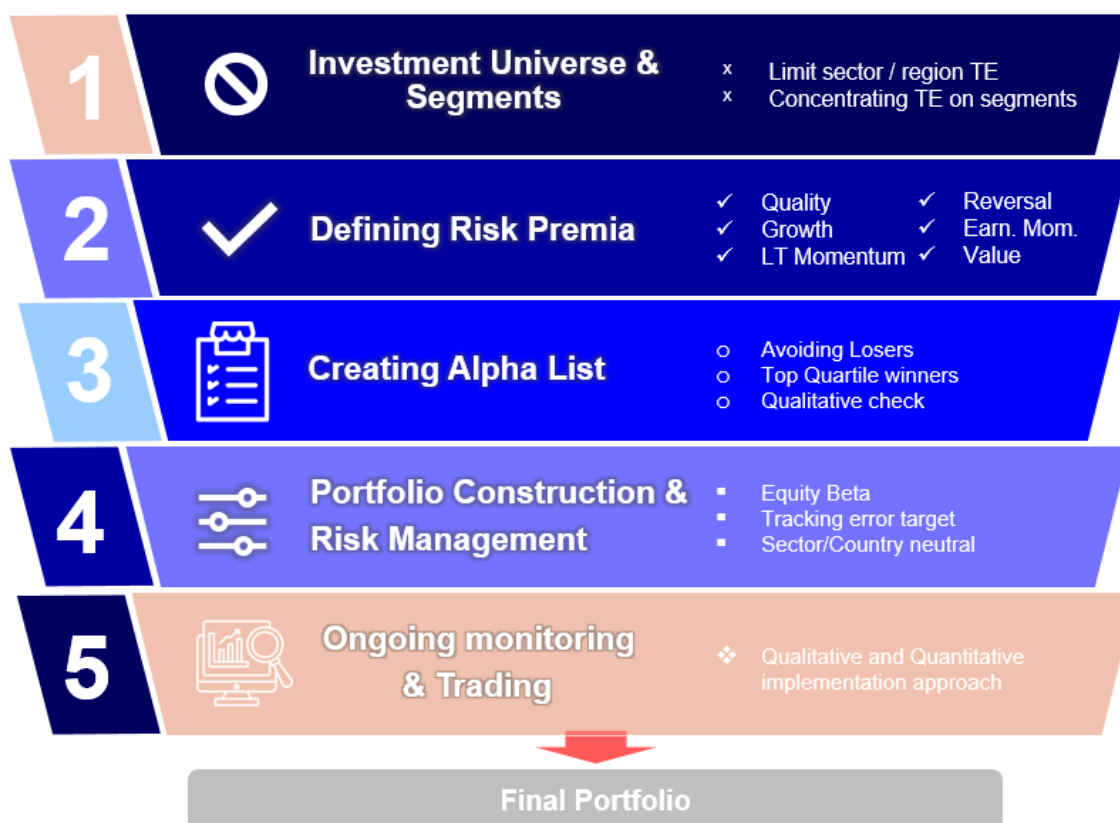 1
Investment Universe &
Segments
x Limit sector / region TE
x Concentrating TE on segments
2
Defining Risk Premia
✓ Quality ✓ Reversal
✓ Growth ✓ Earn. Mom.
✓ LT Momentum ✓ Value
3
Creating Alpha List
o Avoiding Losers
o Top Quartile winners
o Qualitative check
4
Portfolio Construction &
Risk Management
▪ Equity Beta
▪ Tracking error target
▪ Sector/Country neutral
5
Ongoing monitoring
& Trading
❖ Qualitative and Quantitative
implementation approach
Final Portfolio